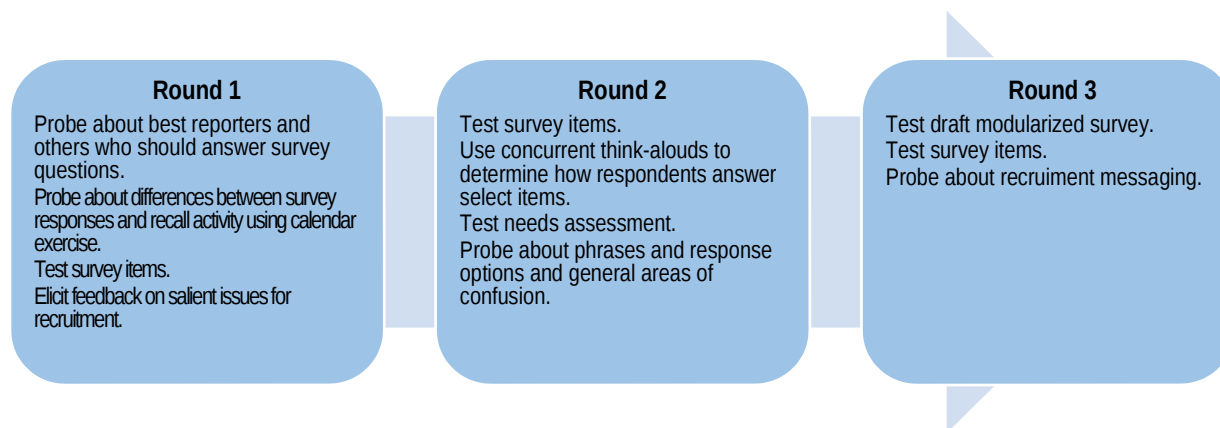 Round 1
Probe about best reporters and
others who should answer survey
questions.
Probe about differences between survey
responses and recall activity using calendar
exercise.
Test survey items.
Elicit feedback on salient issues for
recruitment.
Round 2
Test survey items.
Use concurrent think-alouds to
determine how respondents answer
select items.
Test needs assessment.
Probe about phrases and response
options and general areas of
confusion.
Round 3
Test draft modularized survey.
Test survey items.
Probe about recruiment messaging.